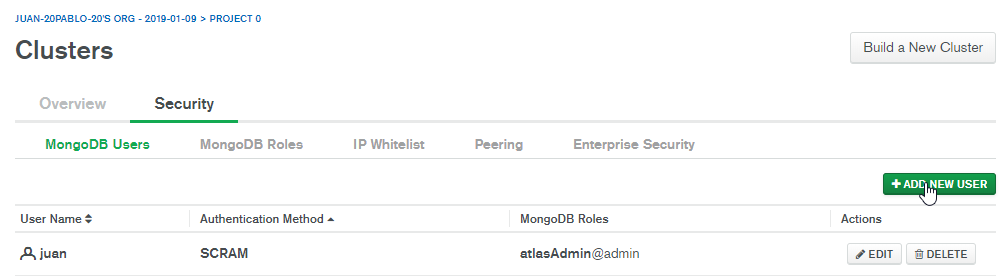 JUAN-20PABLO-20'S ORG - 2019-01-09 > PROJECT 0
Clusters
Build a New Cluster
Overview Security
MongoDB Users MongoDB Roles IP Whitelist Peering Enterprise Security
+ ADD NEW USER
User Name Authentication Method MongoDB Roles Actions
juan SCRAM atlasAdmin@admin EDIT DELETE